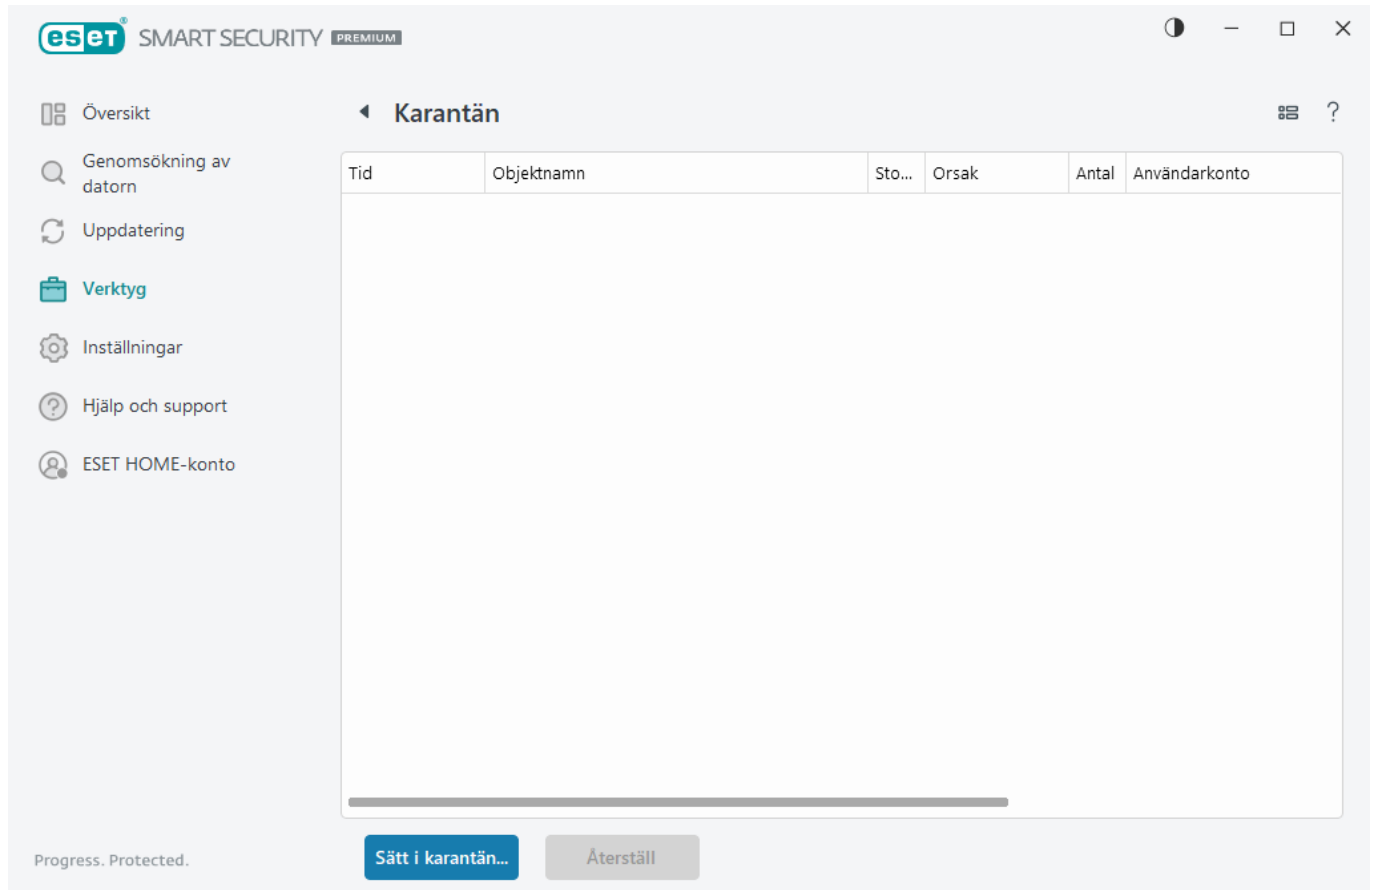 eset® SMART SECURITY PREMIUM
Översikt
Genomsökning av
datorn
Uppdatering
Verktyg
Inställningar
Hjälp och support
ESET HOME-konto
Progress. Protected.
Karantän
?
Tid Objektnamn Sto... Orsak Antal Användarkonto
Sätt i karantän... Återställ